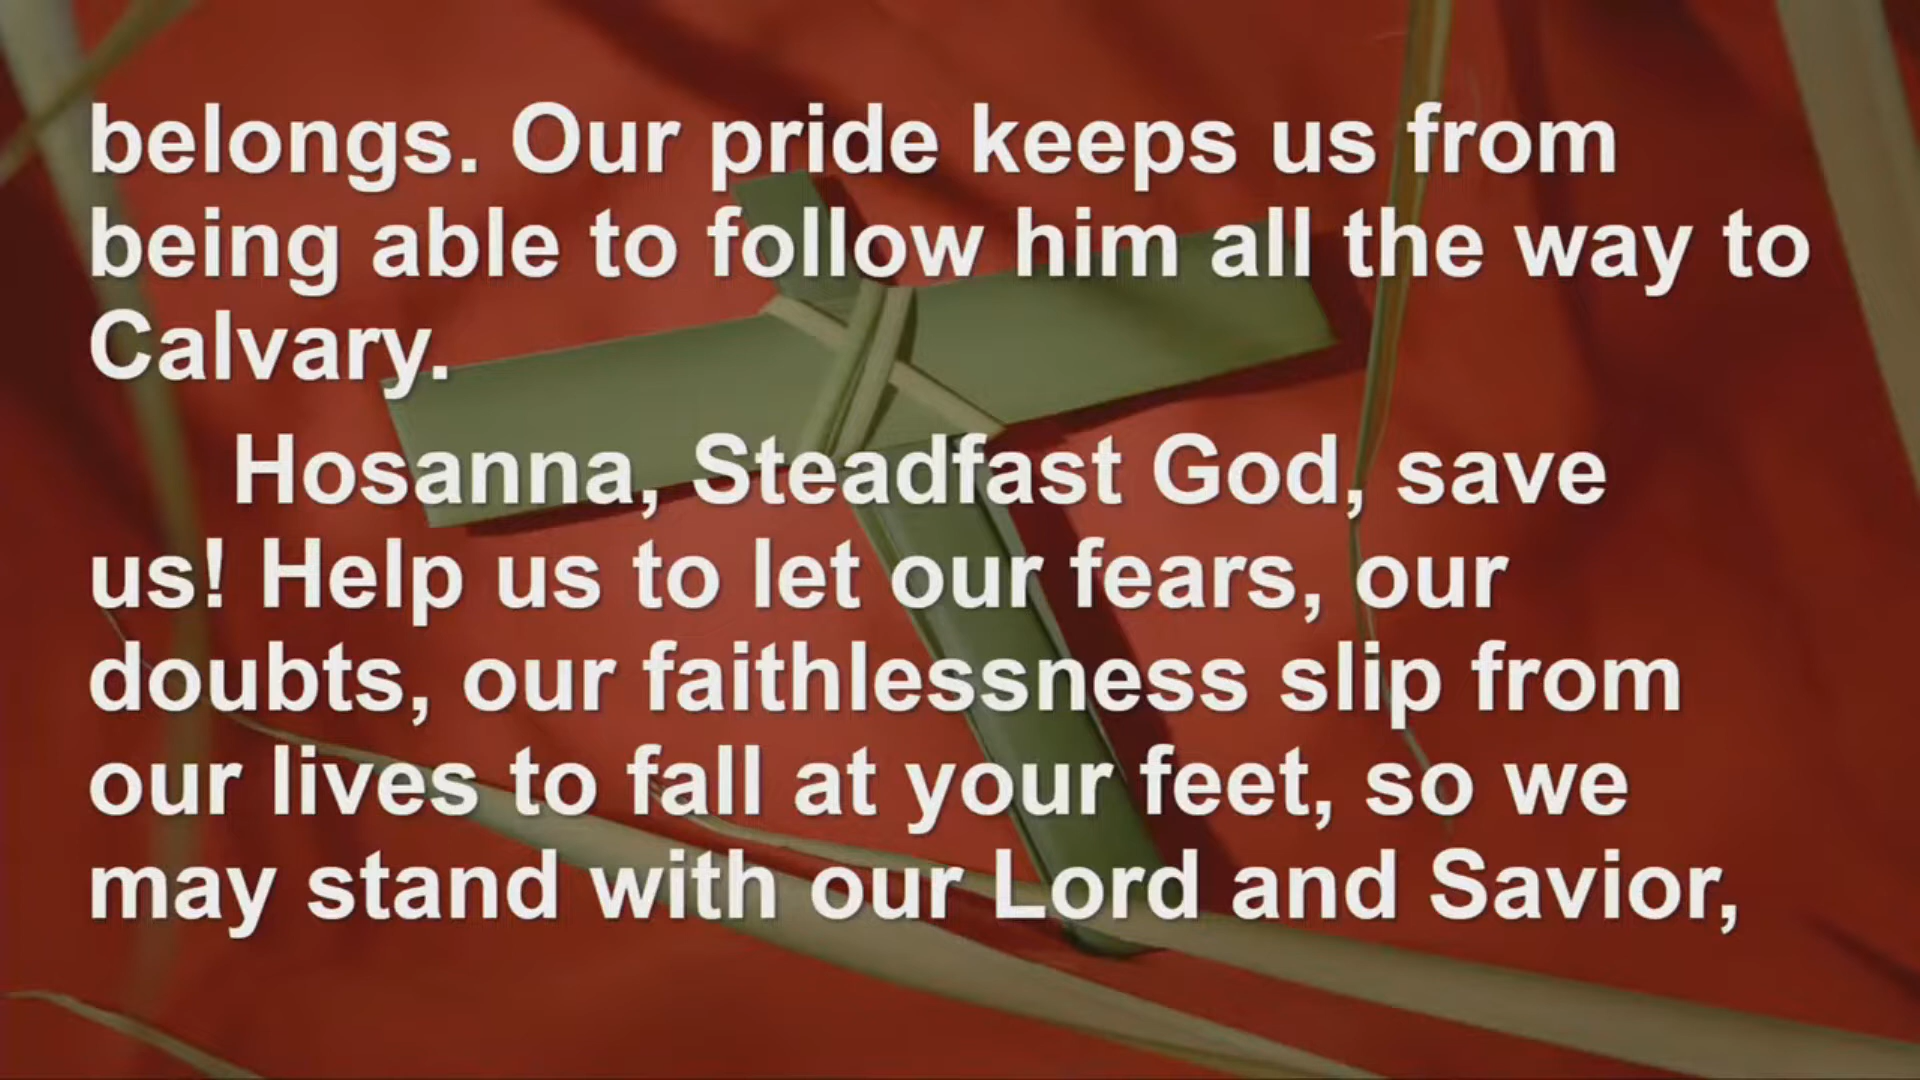 belongs. Our pride keeps us from
being able to follow him all the way to
Calvary.
Hosanna, Steadfast God, save
us! Help us to let our fears, our
doubts, our faithlessness slip from
our lives to fall at your feet, so we
may stand with our Lord and Savior,